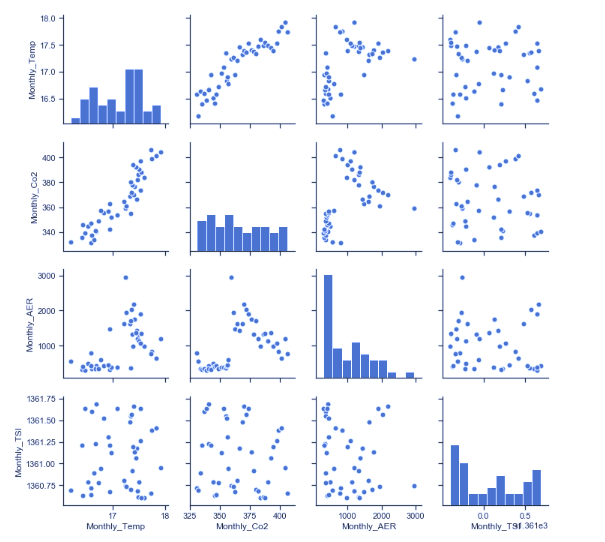 18.0
17.5
17.0
16.5
Monthly_Temp
400
380
360
340
Monthly_Co2
3000
2000
1000
Monthly_AER
1361.75
1361.50
1361.25
1361.00
1360.75
Monthly_TSI
17 18
Monthly_Temp
325 350 375 400
Monthly_Co2
1000 2000 3000
Monthly_AER
0.0 0.5
Monthly_TSI
+1.361e3